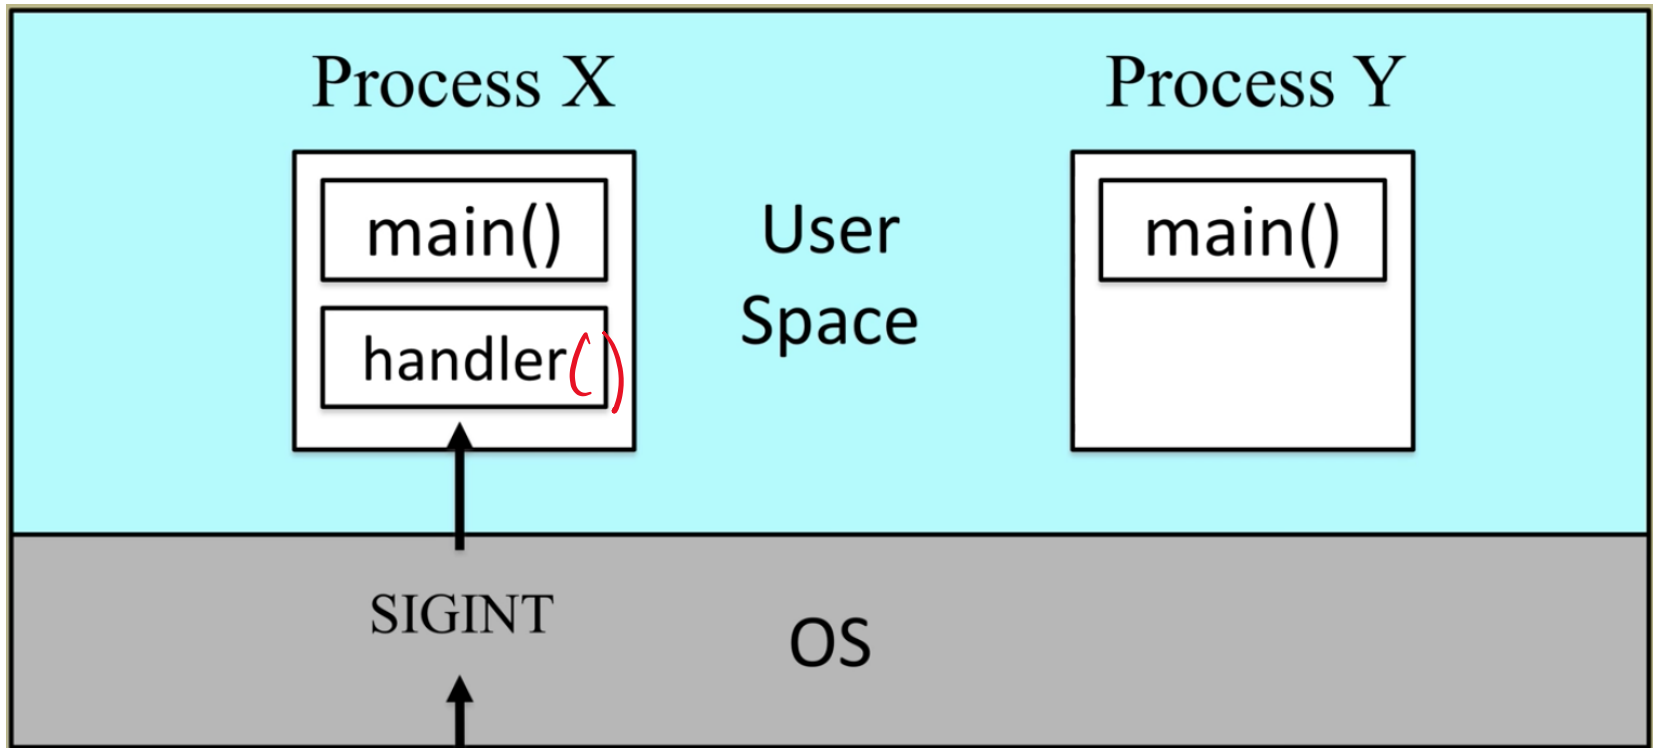 Process X
Process Y
main()
User
Space
main()
handler()
SIGINT
OS